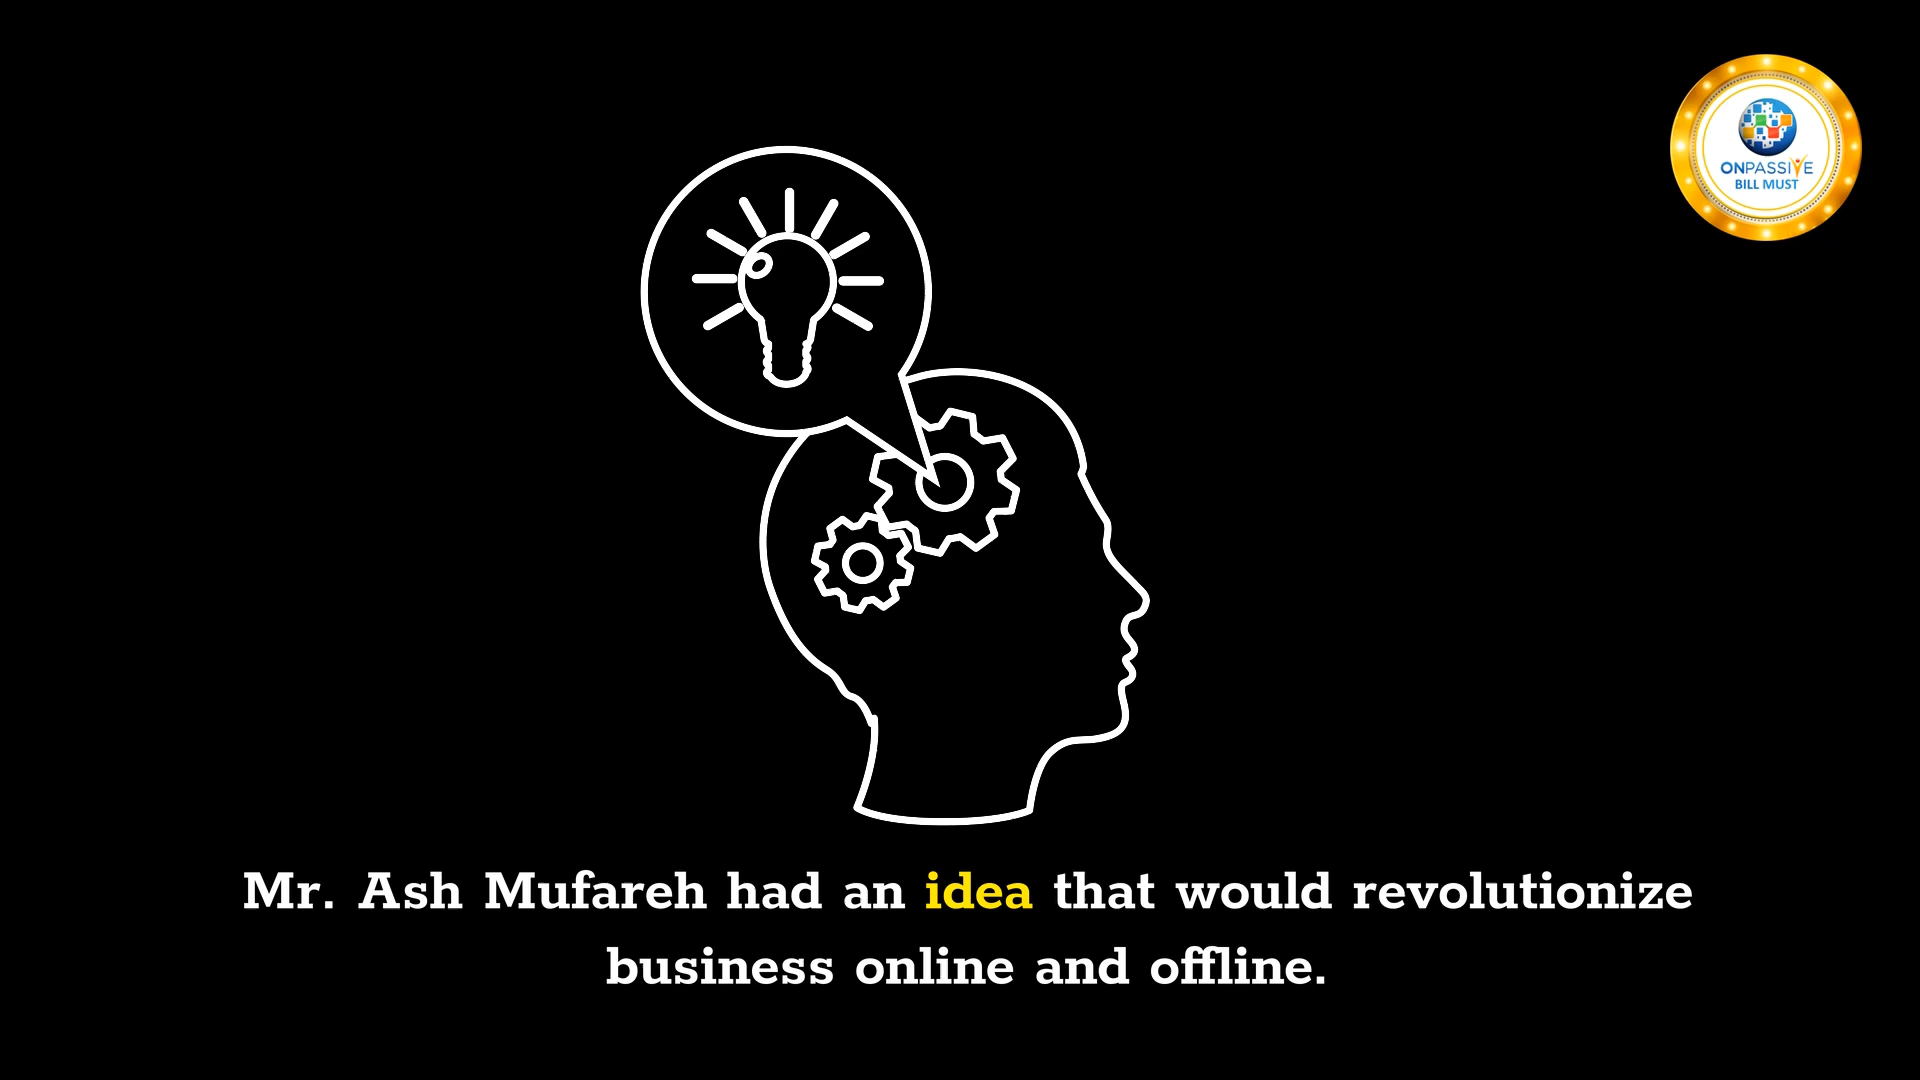 ONPASSIVE
BILL MUST
Mr. Ash Mufareh had an idea that would revolutionize
business online and offline.